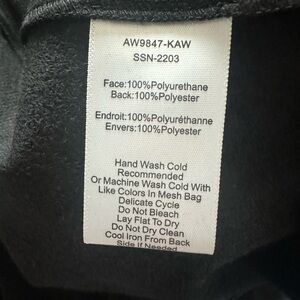 AW9847-KAW
SSN-2203
Face:100%Polyurethane
Back:100%Polyester
Endroit:100%Polyuréthanne
Envers:100%Polyester
Hand Wash Cold
Recommended
Or Machine Wash Cold With
Like Colors In Mesh Bag
Delicate Cycle
Do Not Bleach
Lay Flat To Dry
Do Not Dry Clean
Cool Iron From Back
Side If Needed